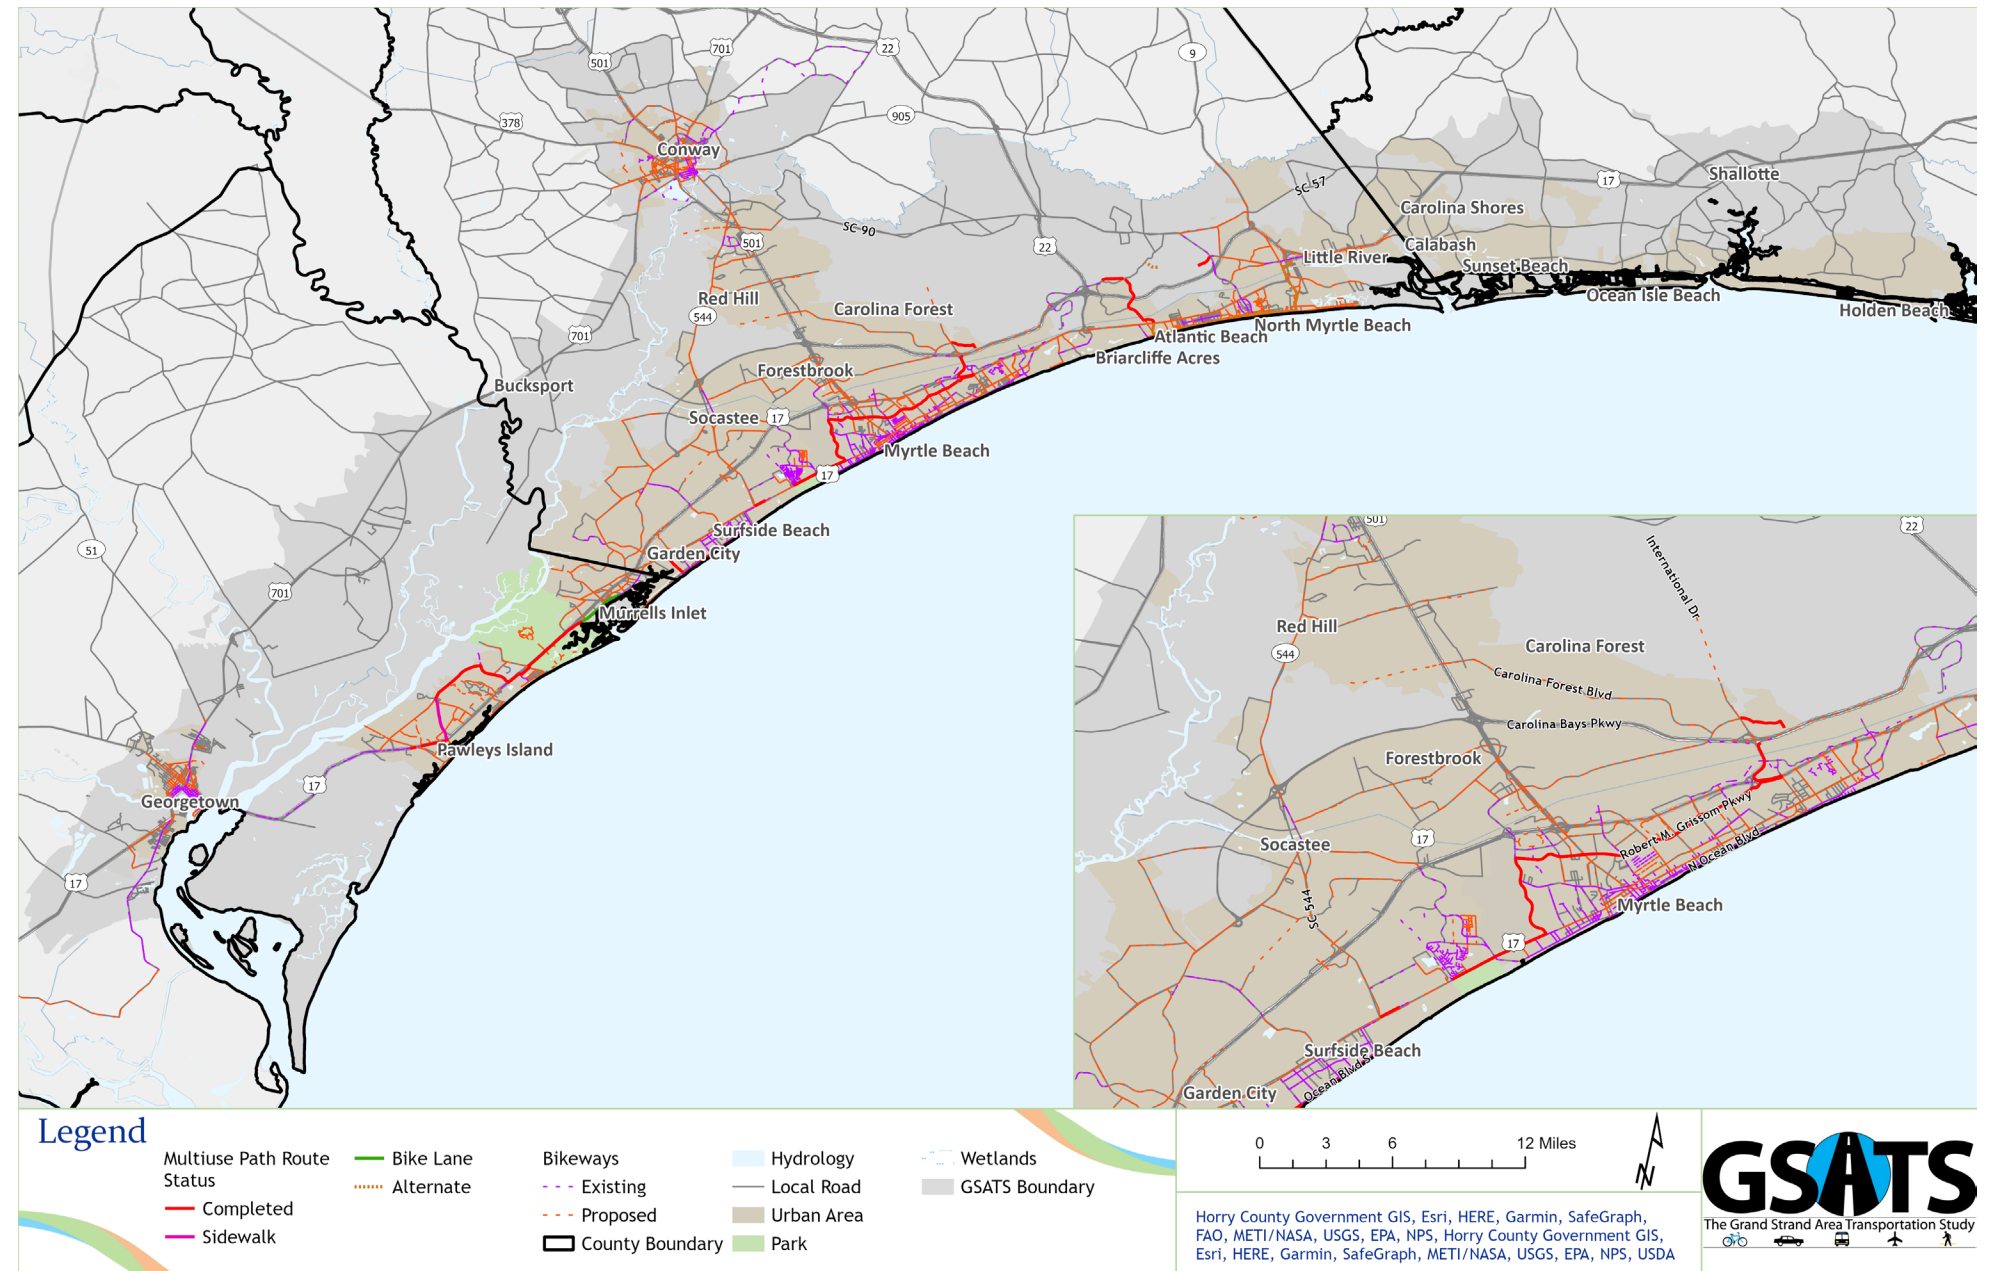 501
701
22
9
378
905
Conway
SC 57
17
Shallotte
Carolina Shores
SC 90
501
22
Calabash
Little River
Sunset Beach
Red Hill
Ocean Isle Beach
Carolina Forest
544
Holden Beach
North Myrtle Beach
701
Atlantic Beach
Briarcliffe Acres
Forestbrook
Bucksport
Socastee
17
Myrtle Beach
17
Surfside Beach
51
Garden City
701
Murrells Inlet
Pawleys Island
17
Georgetown
17
501
22
International Dr
Red Hill
Carolina Forest
544
Carolina Forest Blvd
Carolina Bays Pkwy
Forestbrook
Robert M. Grissom Pkwy
17
Socastee
N Ocean Blvd
SC 544
Myrtle Beach
17
Surfside Beach
Ocean Blvd S
Garden City
Legend
Multiuse Path Route
Status
Completed
Sidewalk
Bike Lane
Alternate
Bikeways
Existing
Proposed
County Boundary
Hydrology
Local Road
Urban Area
Park
Wetlands
GSATS Boundary
0 3 6 12 Miles
N
Horry County Government GIS, Esri, HERE, Garmin, SafeGraph,
FAO, METI/NASA, USGS, EPA, NPS, Horry County Government GIS,
Esri, HERE, Garmin, SafeGraph, METI/NASA, USGS, EPA, NPS, USDA
GSATS
The Grand Strand Area Transportation Study